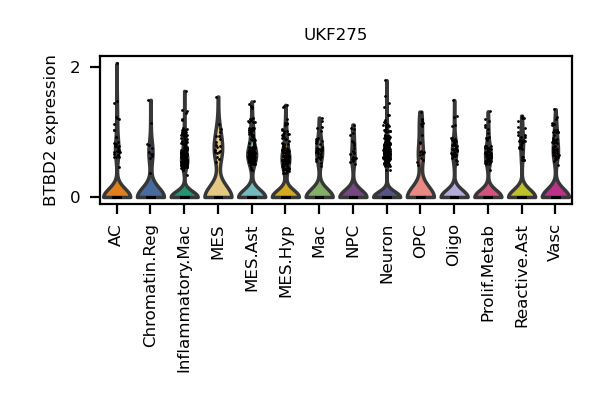 UKF275
BTBD2 expression
2
0
AC
Chromatin.Reg
Inflammatory.Mac
MES
MES.Ast
MES.Hyp
Mac
NPC
Neuron
OPC
Oligo
Prolif.Metab
Reactive.Ast
Vasc